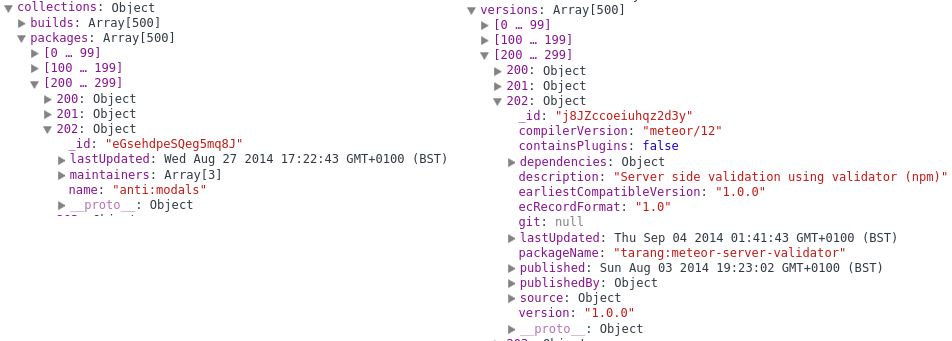 collections: Object
builds: Array[500]
packages: Array[500]
[0 … 99]
[100 … 199]
[200 … 299]
200: Object
201: Object
202: Object
_id: "eGsehdpeSQeg5mq8J"
lastUpdated: Wed Aug 27 2014 17:22:43 GMT+0100 (BST)
maintainers: Array[3]
name: "anti:modals"
__proto__: Object
versions: Array[500]
[0 … 99]
[100 … 199]
[200 … 299]
200: Object
201: Object
202: Object
_id: "j8JZccoeiuhqz2d3y"
compilerVersion: "meteor/12"
containsPlugins: false
dependencies: Object
description: "Server side validation using validator (npm)"
earliestCompatibleVersion: "1.0.0"
ecRecordFormat: "1.0"
git: null
lastUpdated: Thu Sep 04 2014 01:41:43 GMT+0100 (BST)
packageName: "tarang:meteor-server-validator"
published: Sun Aug 03 2014 19:23:02 GMT+0100 (BST)
publishedBy: Object
source: Object
version: "1.0.0"
__proto__: Object